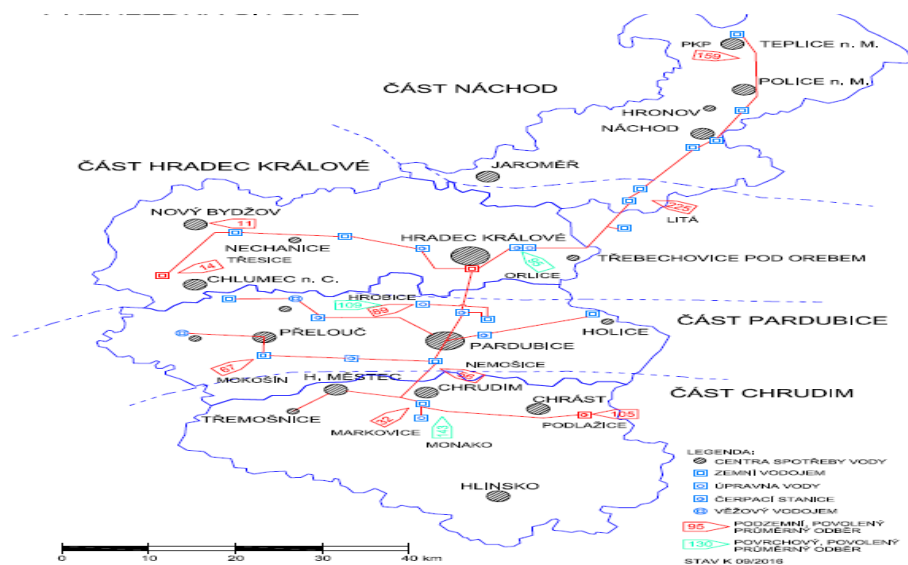 PKP
TEPLICE n. M.
159
POLICE n. M.
ČÁST NÁCHOD
HRONOV
NÁCHOD
JAROMĚŘ
ČÁST HRADEC KRÁLOVÉ
225
LITÁ
NOVÝ BYDŽOV
11
HRADEC KRÁLOVÉ
NECHANICE
TŘESICE
14
ORLICE
TŘEBECHOVICE POD OREBEM
CHLUMEC n. C.
HROBICE
109
89
HOLICE
ČÁST PARDUBICE
PŘELOUČ
PARDUBICE
NEMOŠICE
67
MOKOŠÍN
H. MĚSTEC
CHRUDIM
ČÁST CHRUDIM
CHRAST
TŘEMOŠNICE
32
105
PODLAŽICE
MARKOVICE
MONAKO
HLINSKO
LEGENDA:
CENTRA SPOTŘEBY VODY
ZEMNÍ VODOJEM
ÚPRAVNA VODY
ČERPACÍ STANICE
VĚŽOVÝ VODOJEM
95
PODZEMNÍ, POVOLENÝ
PRŮMĚRNÝ ODBĚR
130
POVRCHOVÝ, POVOLENÝ
PRŮMĚRNÝ ODBĚR
STAV K 09/2016
0 10 20 30 40 km